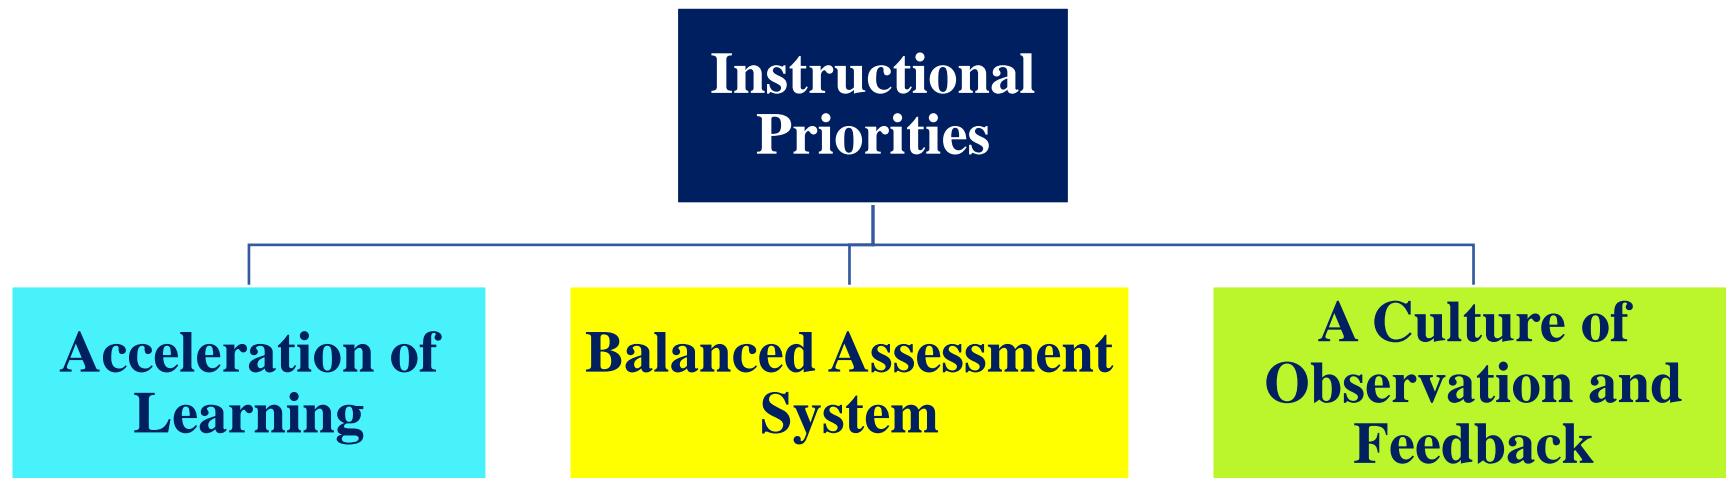 Instructional
Priorities
Acceleration of
Learning
Balanced Assessment
System
A Culture of
Observation and
Feedback